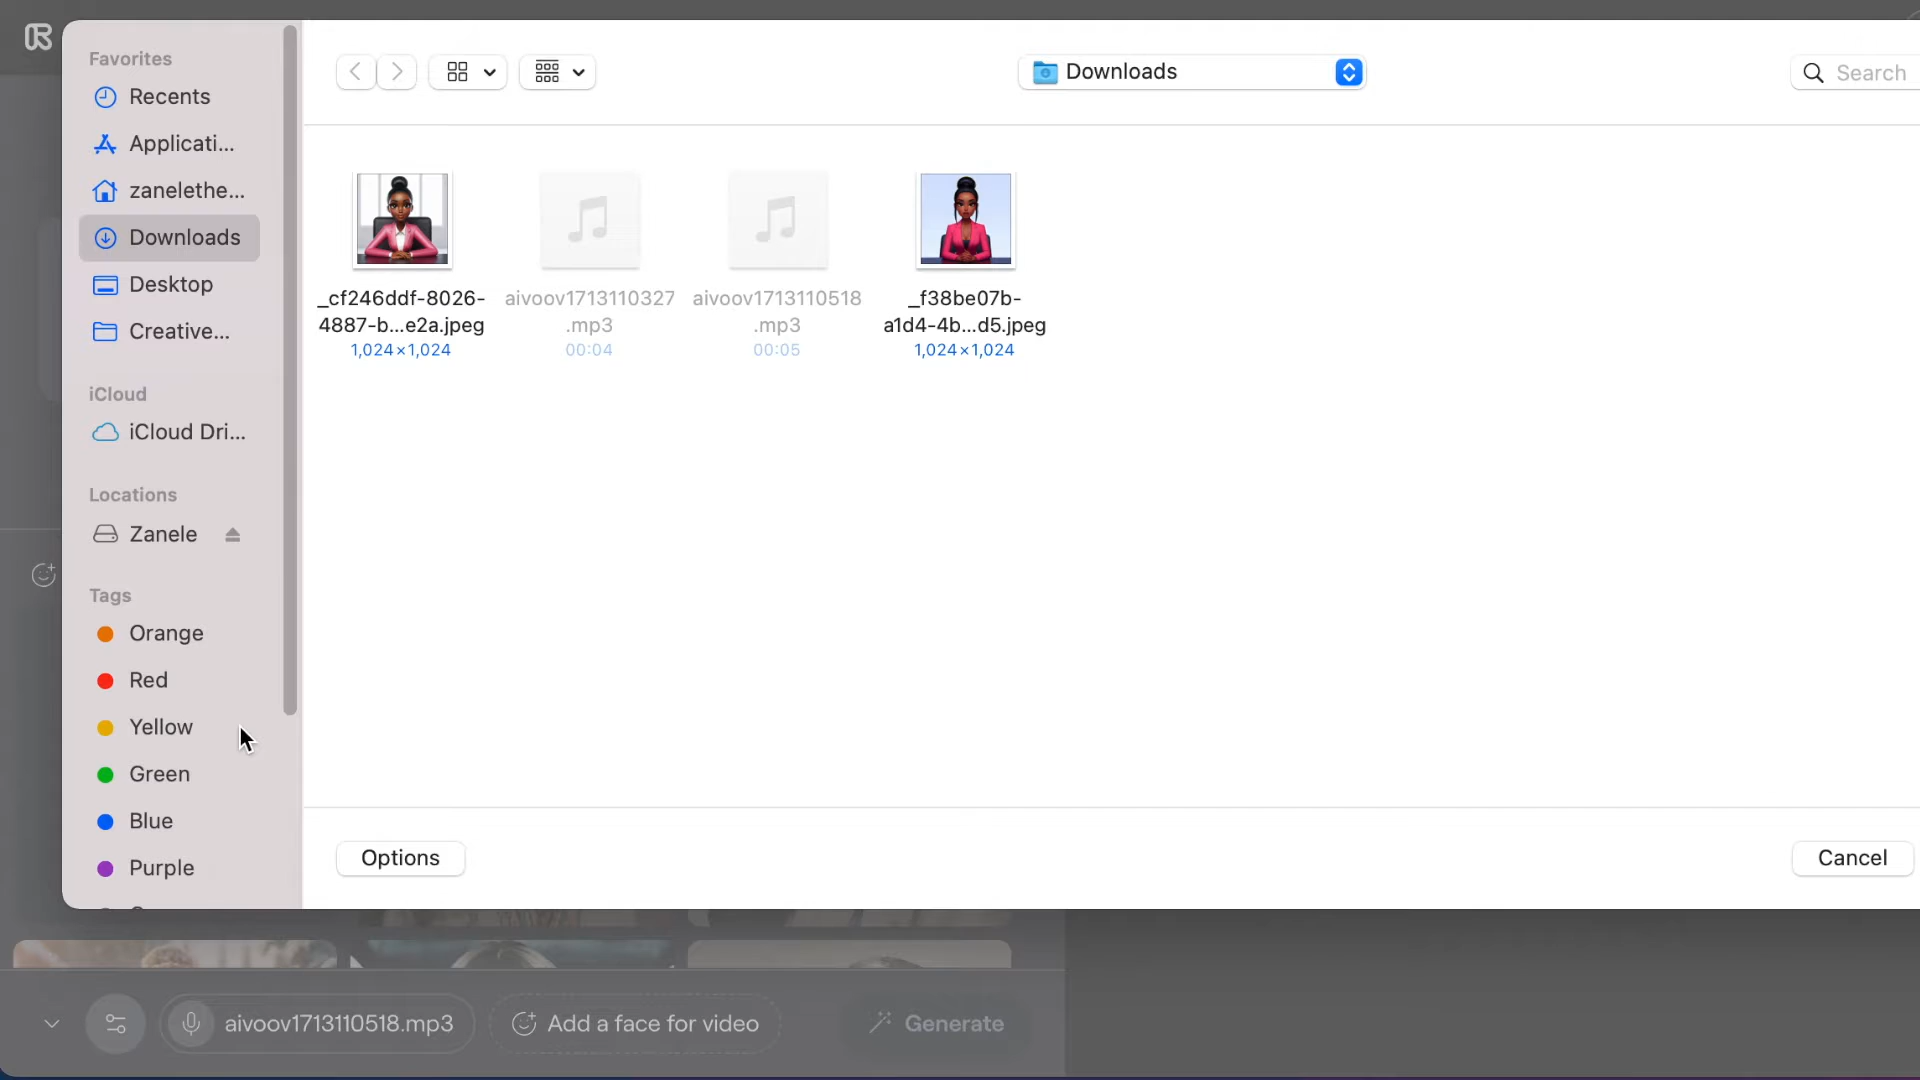 Favorites
Recents
Applicati...
zanelethe...
Downloads
Desktop
Creative...
iCloud
iCloud Dri...
Locations
Zanele
Tags
Orange
Red
Yellow
Green
Blue
Purple
Downloads
Search
_cf246ddf-8026-
4887-b...e2a.jpeg
1,024×1,024
aivoov1713110327
.mp3
00:04
aivoov1713110518
.mp3
00:05
_f38be07b-
a1d4-4b...d5.jpeg
1,024×1,024
Options
Cancel
aivoov1713110518.mp3
Add a face for video
Generate